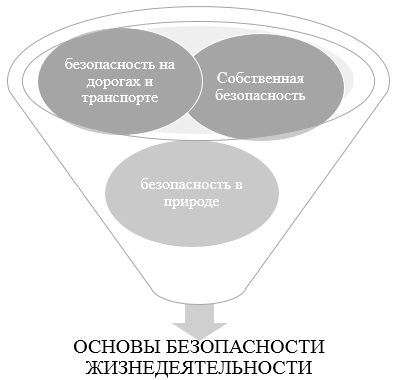 безопасность на
дорогах и
транспорте
Собственная
безопасность
безопасность в
природе
ОСНОВЫ БЕЗОПАСНОСТИ
ЖИЗНЕДЕЯТЕЛЬНОСТИ